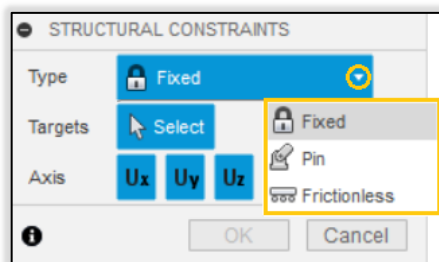 STRUCTURAL CONSTRAINTS
Type Fixed
Fixed
Targets Select
Pin
Axis Ux Uy Uz
Frictionless
OK Cancel